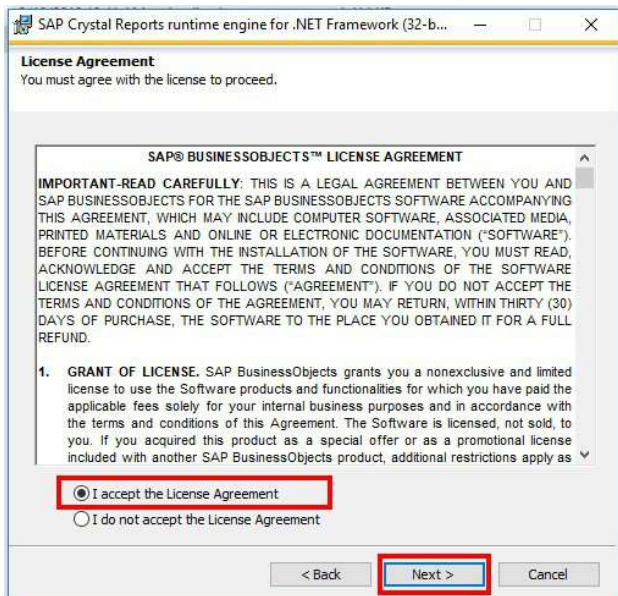 SAP Crystal Reports runtime engine for .NET Framework (32-b...
License Agreement
You must agree with the license to proceed.
SAP® BUSINESSOBJECTS™ LICENSE AGREEMENT
IMPORTANT-READ CAREFULLY: THIS IS A LEGAL AGREEMENT BETWEEN YOU AND
SAP BUSINESSOBJECTS FOR THE SAP BUSINESSOBJECTS SOFTWARE ACCOMPANYING
THIS AGREEMENT, WHICH MAY INCLUDE COMPUTER SOFTWARE, ASSOCIATED MEDIA,
PRINTED MATERIALS AND ONLINE OR ELECTRONIC DOCUMENTATION ("SOFTWARE").
BEFORE CONTINUING WITH THE INSTALLATION OF THE SOFTWARE, YOU MUST READ,
ACKNOWLEDGE AND ACCEPT THE TERMS AND CONDITIONS OF THE SOFTWARE
LICENSE AGREEMENT THAT FOLLOWS ("AGREEMENT"). IF YOU DO NOT ACCEPT THE
TERMS AND CONDITIONS OF THE AGREEMENT, YOU MAY RETURN, WITHIN THIRTY (30)
DAYS OF PURCHASE, THE SOFTWARE TO THE PLACE YOU OBTAINED IT FOR A FULL
REFUND.
1. GRANT OF LICENSE. SAP BusinessObjects grants you a nonexclusive and limited
license to use the Software products and functionalities for which you have paid the
applicable fees solely for your internal business purposes and in accordance with
the terms and conditions of this Agreement. The Software is licensed, not sold, to
you. If you acquired this product as a special offer or as a promotional license
included with another SAP BusinessObjects product, additional restrictions apply as
I accept the License Agreement
I do not accept the License Agreement
< Back Next > Cancel